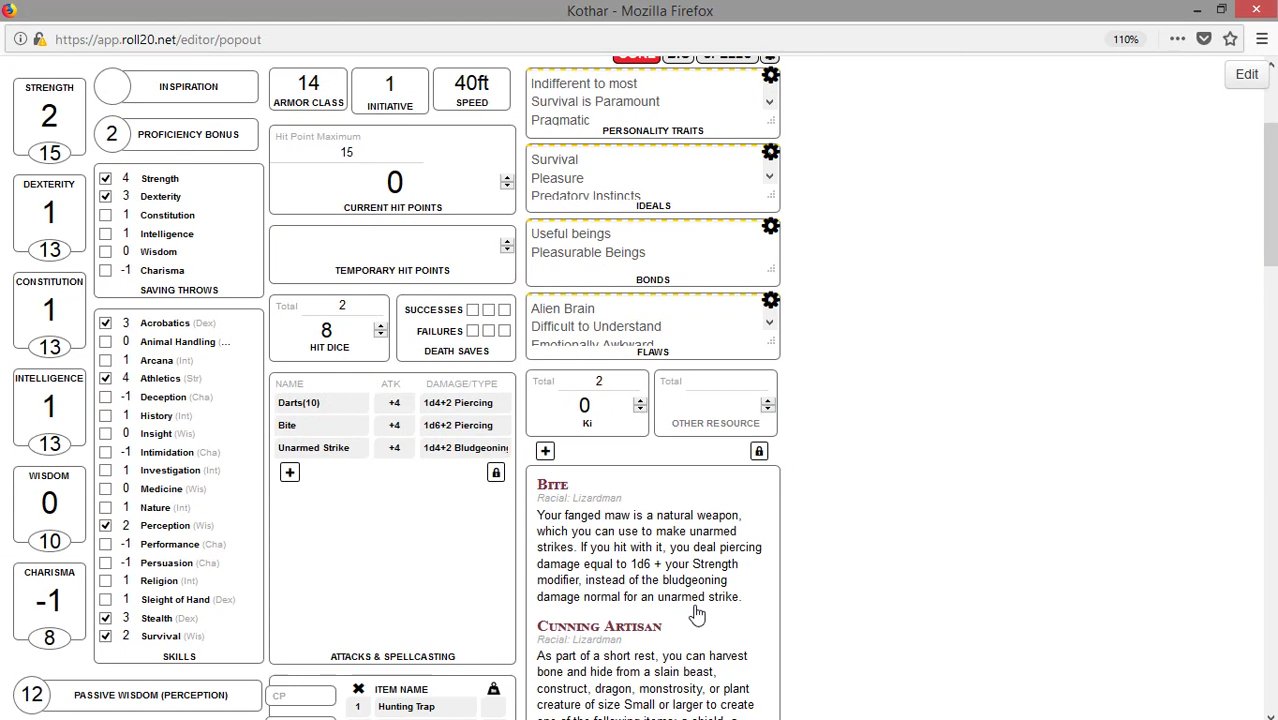 Kothar - Mozilla Firefox
https://app.roll20.net/editor/popout
110%
Edit
STRENGTH
2
15
DEXTERITY
1
13
CONSTITUTION
1
13
INTELLIGENCE
1
13
WISDOM
0
10
CHARISMA
-1
8
INSPIRATION
2 PROFICIENCY BONUS
4 Strength
3 Dexterity
1 Constitution
1 Intelligence
0 Wisdom
-1 Charisma
SAVING THROWS
3 Acrobatics (Dex)
0 Animal Handling (...
1 Arcana (Int)
4 Athletics (Str)
-1 Deception (Cha)
1 History (Int)
0 Insight (Wis)
-1 Intimidation (Cha)
1 Investigation (Int)
0 Medicine (Wis)
1 Nature (Int)
2 Perception (Wis)
-1 Performance (Cha)
-1 Persuasion (Cha)
1 Religion (Int)
1 Sleight of Hand (Dex)
3 Stealth (Dex)
2 Survival (Wis)
SKILLS
12 PASSIVE WISDOM (PERCEPTION)
14
ARMOR CLASS
1
INITIATIVE
40ft
SPEED
Hit Point Maximum
15
0
CURRENT HIT POINTS
TEMPORARY HIT POINTS
Total 2
8
HIT DICE
SUCCESSES
FAILURES
DEATH SAVES
NAME ATK DAMAGE/TYPE
Darts(10) +4 1d4+2 Piercing
Bite +4 1d6+2 Piercing
Unarmed Strike +4 1d4+2 Bludgeoning
ATTACKS & SPELLCASTING
CP
ITEM NAME
1 Hunting Trap
Indifferent to most
Survival is Paramount
Pragmatic
PERSONALITY TRAITS
Survival
Pleasure
Predatory Instincts
IDEALS
Useful beings
Pleasurable Beings
BONDS
Alien Brain
Difficult to Understand
Emotionally Awkward
FLAWS
Total 2
0
Ki
Total
OTHER RESOURCE
BITE
Racial: Lizardman
Your fanged maw is a natural weapon,
which you can use to make unarmed
strikes. If you hit with it, you deal piercing
damage equal to 1d6 + your Strength
modifier, instead of the bludgeoning
damage normal for an unarmed strike.
CUNNING ARTISAN
Racial: Lizardman
As part of a short rest, you can harvest
bone and hide from a slain beast,
construct, dragon, monstrosity, or plant
creature of size Small or larger to create
one of the following items: a shield, a